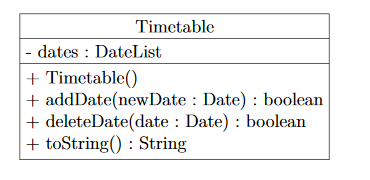 Timetable
- dates : DateList
+ Timetable()
+ addDate(newDate : Date) : boolean
+ deleteDate(date : Date) : boolean
+ toString() : String